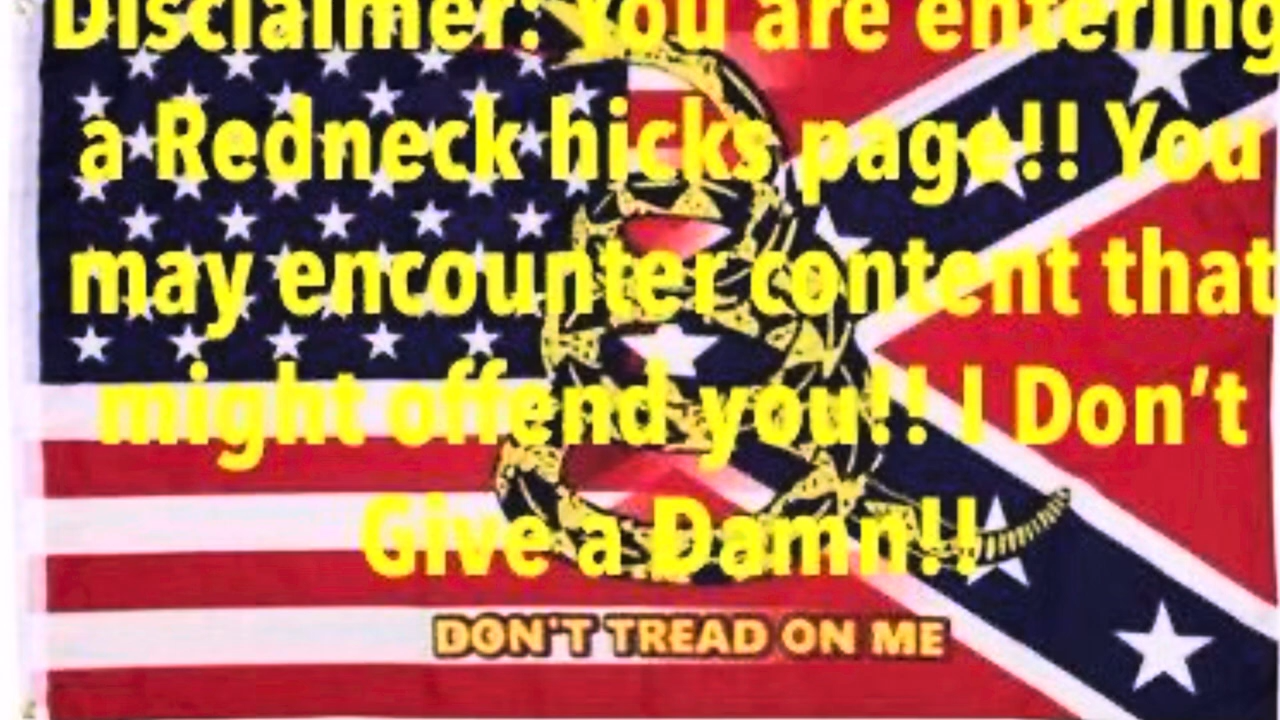 Disclaimer: You are entering
a Redneck hicks page!! You
may encounter content that
might offend you!! I Don’t
Give a Damn!!
DON'T TREAD ON ME